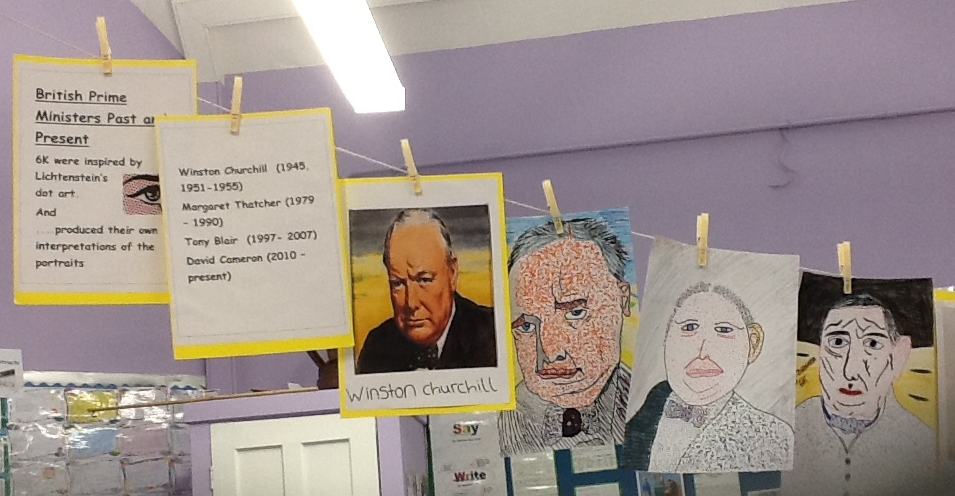 British Prime
Ministers Past
Present
6K were inspired by
Lichtenstein's
dot art.
And
....produced their own
interpretations of the
portraits
Winston Churchill (1945,
1951-1955)
Margaret Thatcher (1979
- 1990)
Tony Blair (1997- 2007)
David Cameron (2010 -
present)
Winston churchill
Say
Write